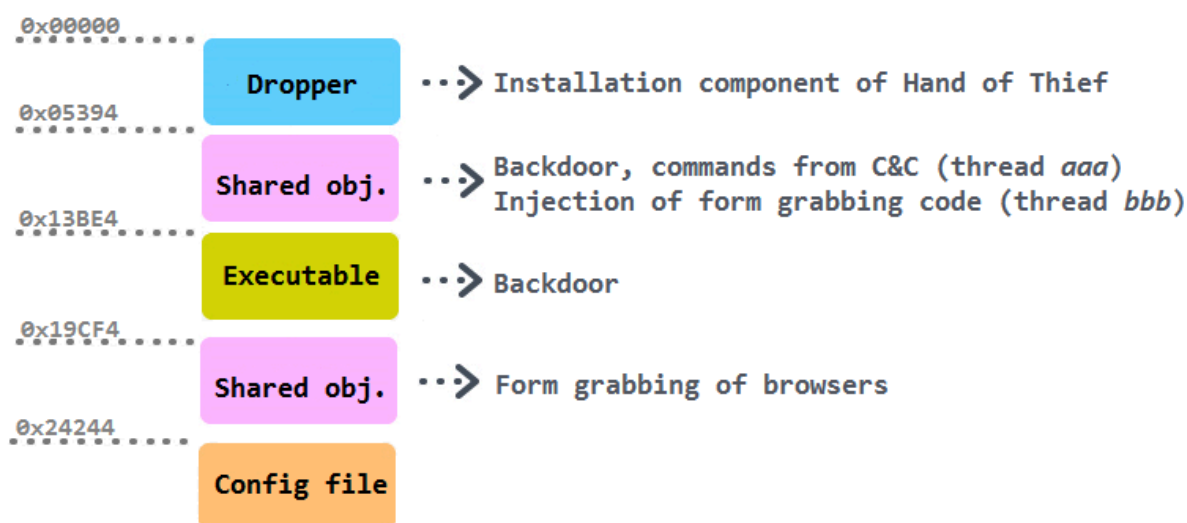 0x00000
Dropper
Installation component of Hand of Thief
0x05394
Shared obj.
Backdoor, commands from C&C (thread aaa)
Injection of form grabbing code (thread bbb)
0x13BE4
Executable
Backdoor
0x19CF4
Shared obj.
Form grabbing of browsers
0x24244
Config file